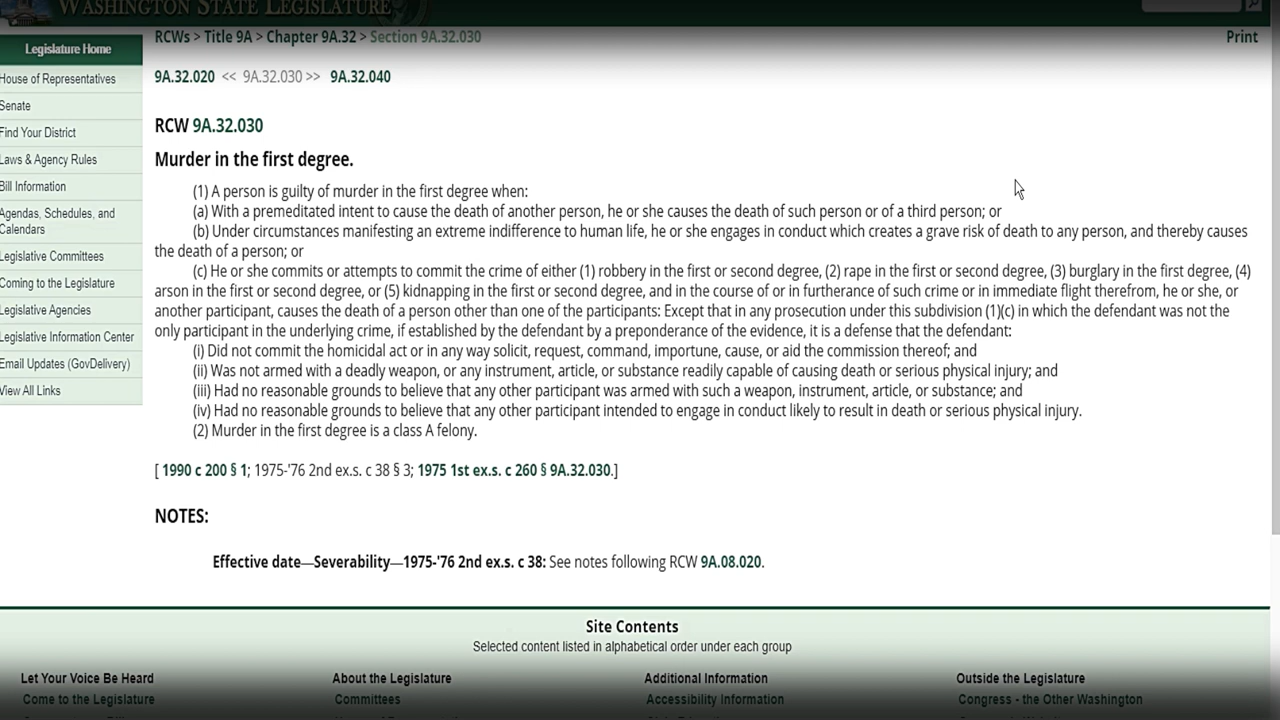 WASHINGTON STATE LEGISLATURE
Legislature Home
House of Representatives
Senate
Find Your District
Laws & Agency Rules
Bill Information
Agendas, Schedules, and
Calendars
Legislative Committees
Coming to the Legislature
Legislative Agencies
Legislative Information Center
Email Updates (GovDelivery)
View All Links
RCWs > Title 9A > Chapter 9A.32 > Section 9A.32.030
Print
9A.32.020 << 9A.32.030 >> 9A.32.040
RCW 9A.32.030
Murder in the first degree.
(1) A person is guilty of murder in the first degree when:
(a) With a premeditated intent to cause the death of another person, he or she causes the death of such person or of a third person; or
(b) Under circumstances manifesting an extreme indifference to human life, he or she engages in conduct which creates a grave risk of death to any person, and thereby causes
the death of a person; or
(c) He or she commits or attempts to commit the crime of either (1) robbery in the first or second degree, (2) rape in the first or second degree, (3) burglary in the first degree, (4)
arson in the first or second degree, or (5) kidnapping in the first or second degree, and in the course of or in furtherance of such crime or in immediate flight therefrom, he or she, or
another participant, causes the death of a person other than one of the participants: Except that in any prosecution under this subdivision (1)(c) in which the defendant was not the
only participant in the underlying crime, if established by the defendant by a preponderance of the evidence, it is a defense that the defendant:
(i) Did not commit the homicidal act or in any way solicit, request, command, importune, cause, or aid the commission thereof; and
(ii) Was not armed with a deadly weapon, or any instrument, article, or substance readily capable of causing death or serious physical injury; and
(iii) Had no reasonable grounds to believe that any other participant was armed with such a weapon, instrument, article, or substance; and
(iv) Had no reasonable grounds to believe that any other participant intended to engage in conduct likely to result in death or serious physical injury.
(2) Murder in the first degree is a class A felony.
[ 1990 c 200 § 1; 1975-'76 2nd ex.s. c 38 § 3; 1975 1st ex.s. c 260 § 9A.32.030.]
NOTES:
Effective date—Severability—1975-'76 2nd ex.s. c 38: See notes following RCW 9A.08.020.
Site Contents
Selected content listed in alphabetical order under each group
Let Your Voice Be Heard
About the Legislature
Additional Information
Outside the Legislature
Come to the Legislature
Committees
Accessibility Information
Congress - the Other Washington